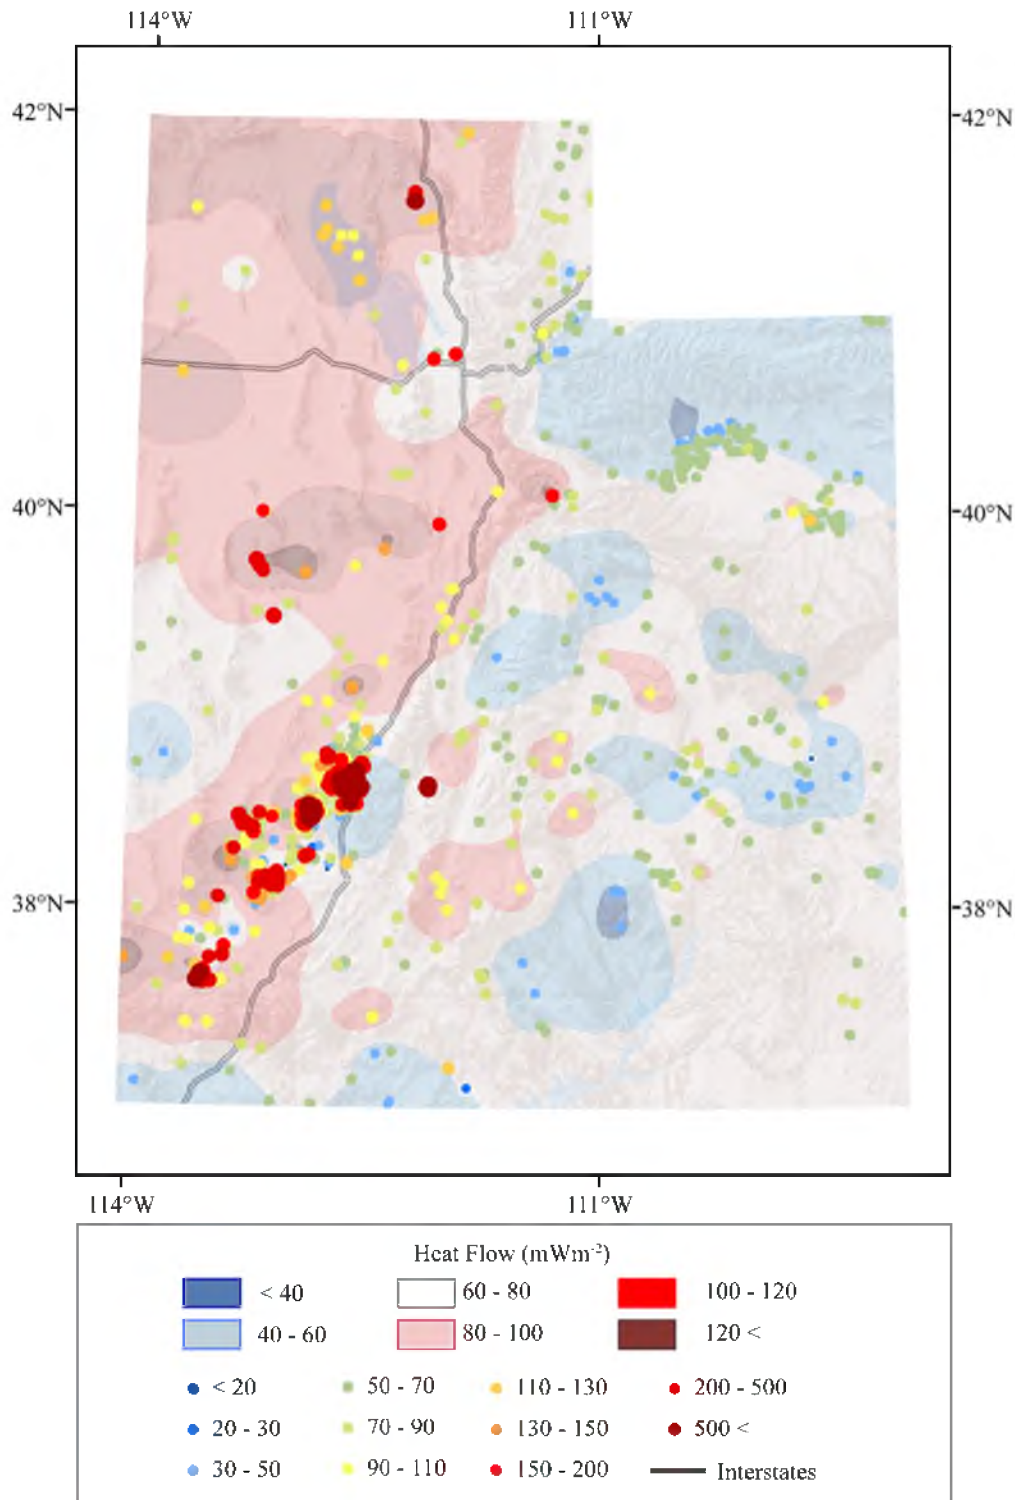 114°W 111°W
42°N 42°N
40°N 40°N
38°N 38°N
114°W 111°W
Heat Flow (mWm⁻²)
< 40 60 - 80 100 - 120
40 - 60 80 - 100 120 <
< 20 50 - 70 110 - 130 200 - 500
20 - 30 70 - 90 130 - 150 500 <
30 - 50 90 - 110 150 - 200 Interstates